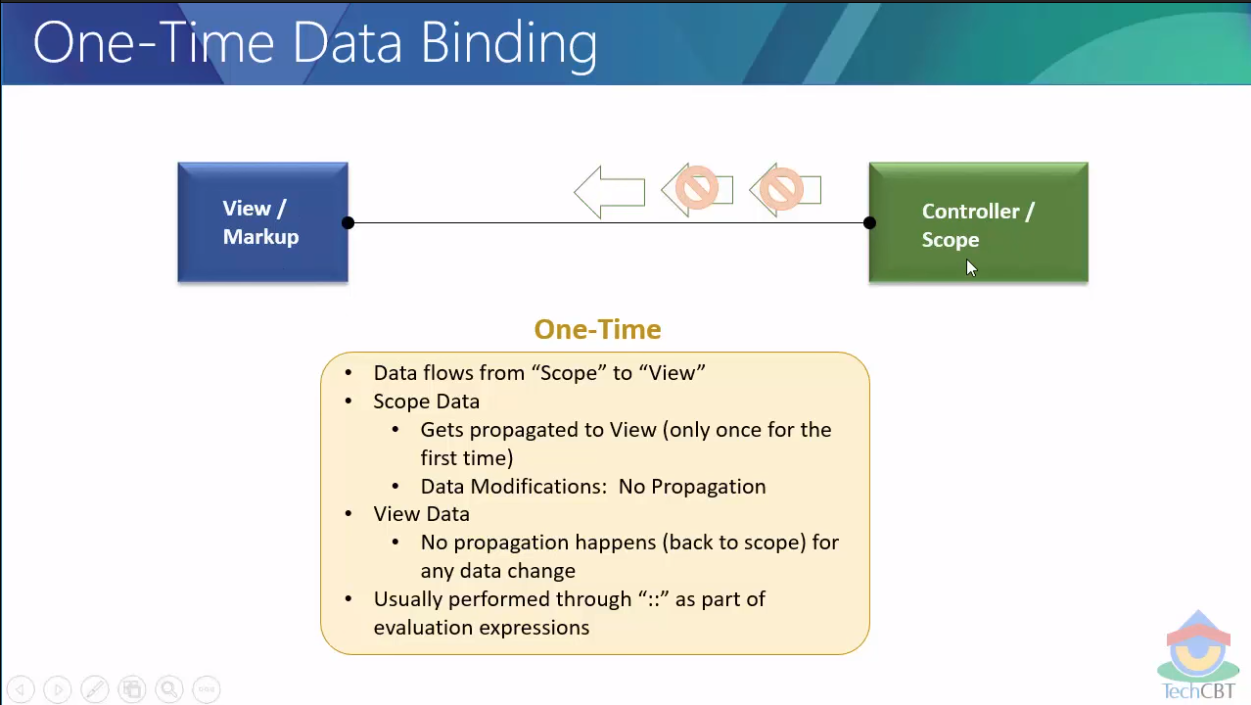 One-Time Data Binding
View /
Markup
Controller /
Scope
One-Time
• Data flows from “Scope” to “View”
• Scope Data
• Gets propagated to View (only once for the
first time)
• Data Modifications: No Propagation
• View Data
• No propagation happens (back to scope) for
any data change
• Usually performed through “::” as part of
evaluation expressions
TechCBT